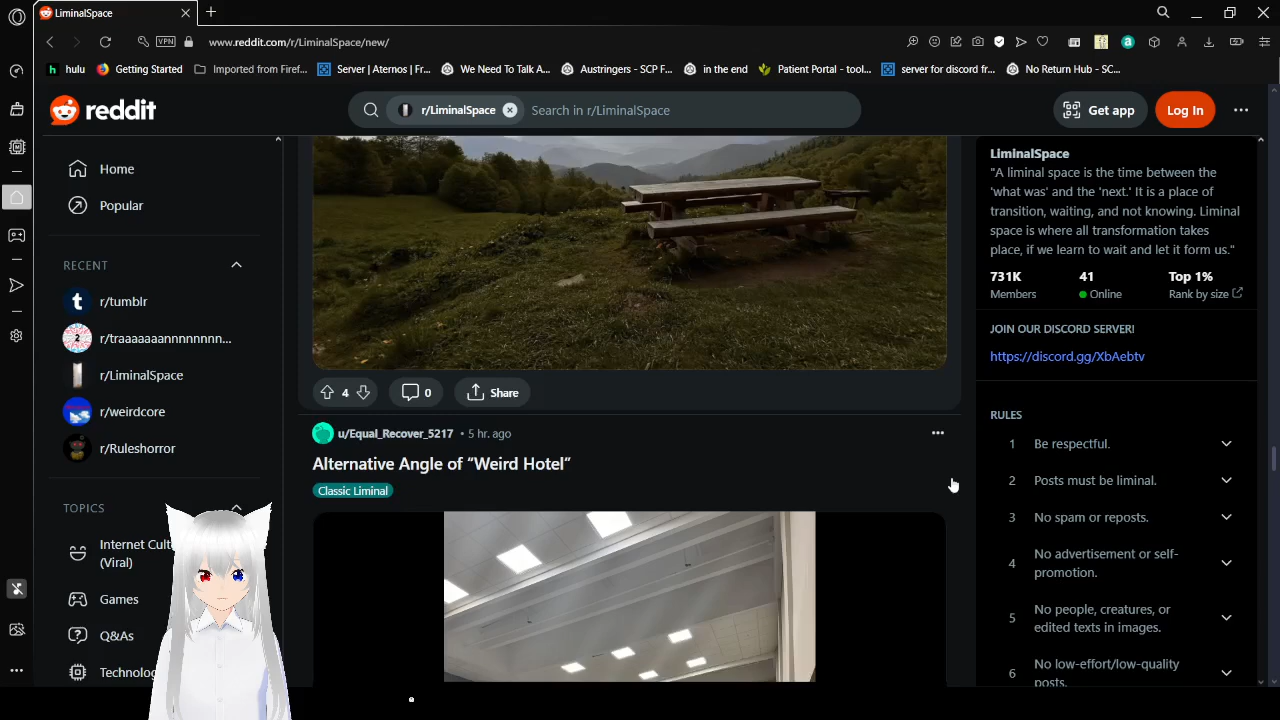 LiminalSpace
VPN
www.reddit.com/r/LiminalSpace/new/
hulu
Getting Started
Imported from Firef...
Server | Aternos | Fr...
We Need To Talk A...
Austringers - SCP F...
in the end
Patient Portal - tool...
server for discord fr...
No Return Hub - SC...
reddit
r/LiminalSpace
Search in r/LiminalSpace
Get app
Log In
Home
Popular
RECENT
r/tumblr
r/traaaaaaannnnnnnn...
r/LiminalSpace
r/weirdcore
r/Ruleshorror
TOPICS
Internet Cult
(Viral)
Games
Q&As
Technolog
4
0
Share
u/Equal_Recover_5217 • 5 hr. ago
Alternative Angle of “Weird Hotel”
Classic Liminal
LiminalSpace
"A liminal space is the time between the
'what was' and the 'next.' It is a place of
transition, waiting, and not knowing. Liminal
space is where all transformation takes
place, if we learn to wait and let it form us."
731K
Members
41
Online
Top 1%
Rank by size
JOIN OUR DISCORD SERVER!
https://discord.gg/XbAebtv
RULES
1 Be respectful.
2 Posts must be liminal.
3 No spam or reposts.
4 No advertisement or self-
promotion.
5 No people, creatures, or
edited texts in images.
6 No low-effort/low-quality
posts.